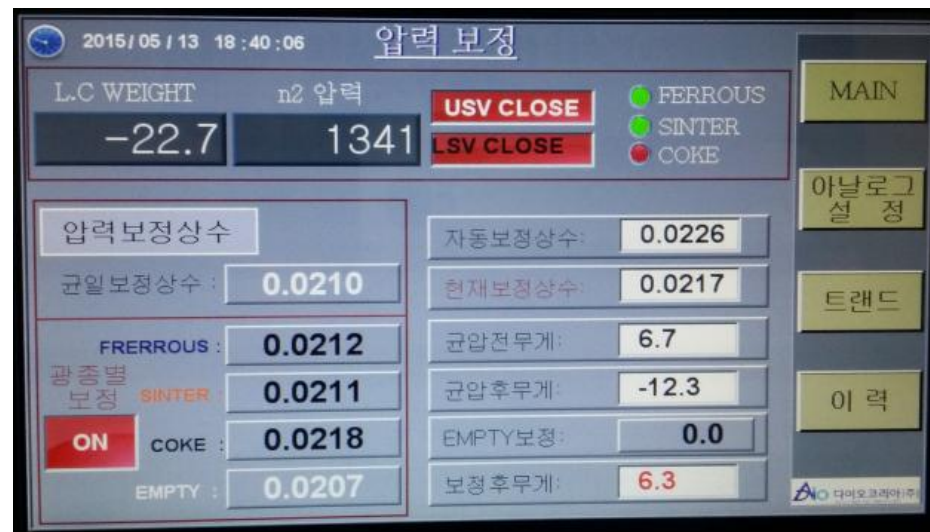 2015/05/13 18:40:06
압력 보정
L.C WEIGHT
n2 압력
-22.7
1341
USV CLOSE
LSV CLOSE
FERROUS
SINTER
COKE
MAIN
아날로그
설 정
트랜드
이 력
압력보정상수
균일보정상수 : 0.0210
FRERROUS : 0.0212
광종별
보정
SINTER : 0.0211
ON
COKE : 0.0218
EMPTY : 0.0207
자동보정상수: 0.0226
현재보정상수: 0.0217
균압전무게: 6.7
균압후무게: -12.3
EMPTY보정: 0.0
보정후무게: 6.3
다이오코리아(주)